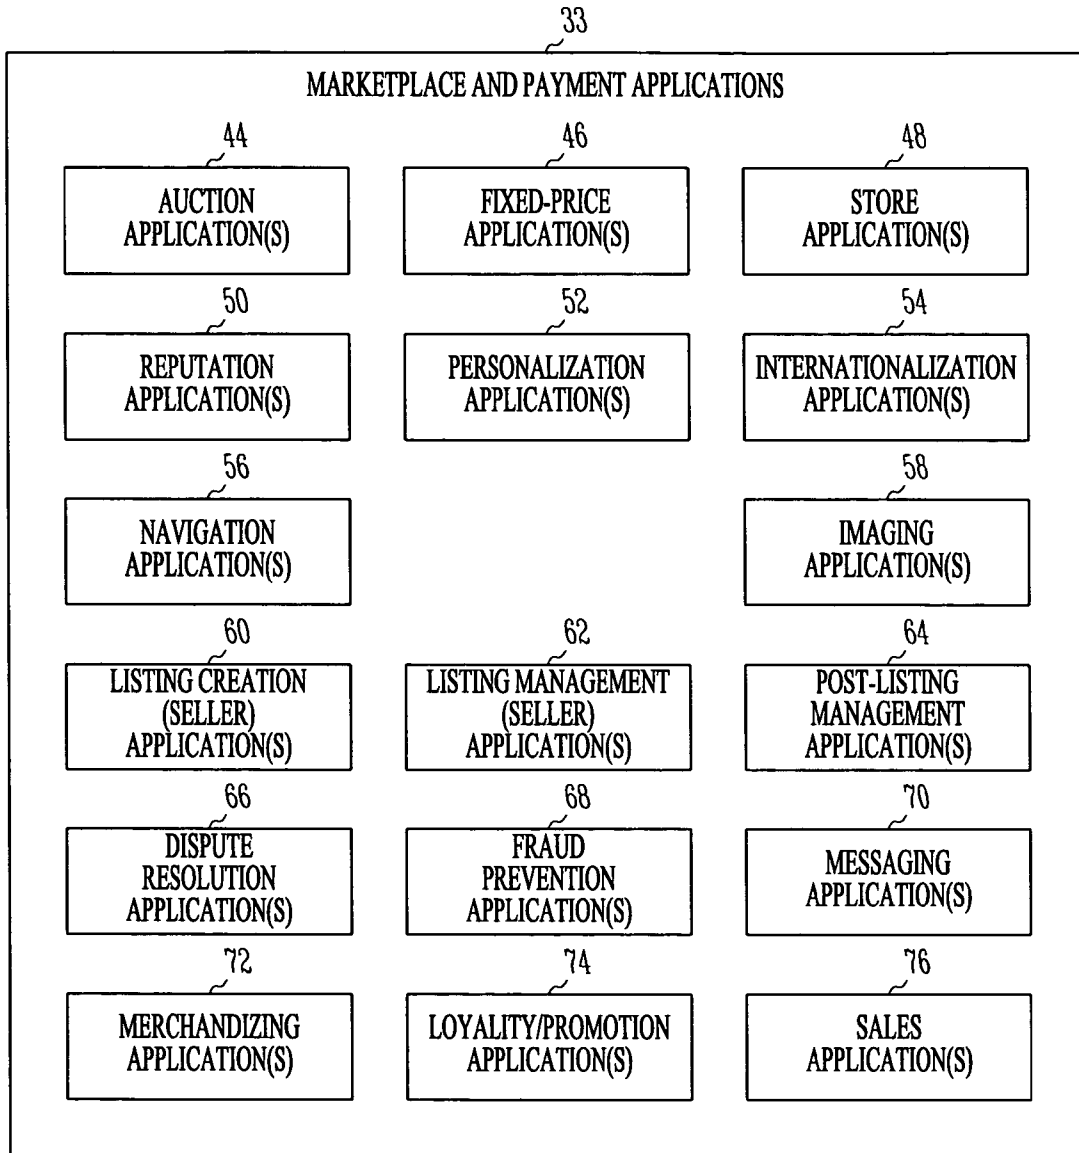 33
MARKETPLACE AND PAYMENT APPLICATIONS
44
AUCTION
APPLICATION(S)
46
FIXED-PRICE
APPLICATION(S)
48
STORE
APPLICATION(S)
50
REPUTATION
APPLICATION(S)
52
PERSONALIZATION
APPLICATION(S)
54
INTERNATIONALIZATION
APPLICATION(S)
56
NAVIGATION
APPLICATION(S)
58
IMAGING
APPLICATION(S)
60
LISTING CREATION
(SELLER)
APPLICATION(S)
62
LISTING MANAGEMENT
(SELLER)
APPLICATION(S)
64
POST-LISTING
MANAGEMENT
APPLICATION(S)
66
DISPUTE
RESOLUTION
APPLICATION(S)
68
FRAUD
PREVENTION
APPLICATION(S)
70
MESSAGING
APPLICATION(S)
72
MERCHANDIZING
APPLICATION(S)
74
LOYALITY/PROMOTION
APPLICATION(S)
76
SALES
APPLICATION(S)